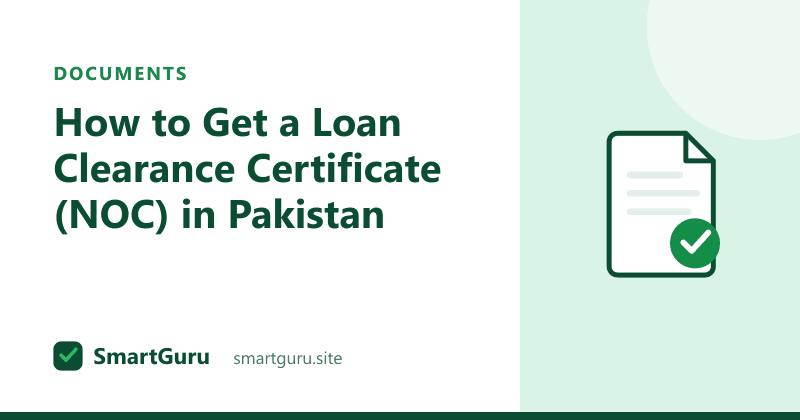 DOCUMENTS
How to Get a Loan
Clearance Certificate
(NOC) in Pakistan
SmartGuru smartguru.site